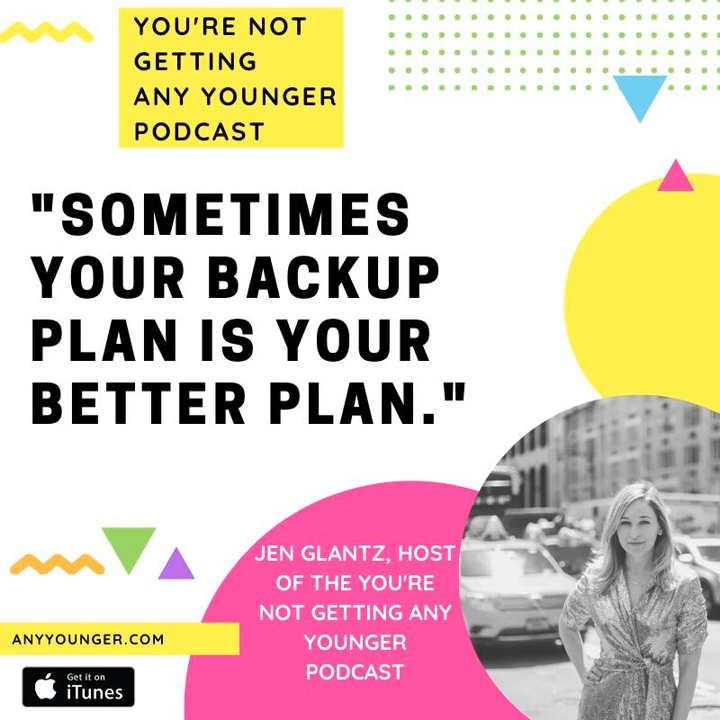 YOU'RE NOT
GETTING
ANY YOUNGER
PODCAST
"SOMETIMES
YOUR BACKUP
PLAN IS YOUR
BETTER PLAN."
JEN GLANTZ, HOST
OF THE YOU'RE
NOT GETTING ANY
YOUNGER
PODCAST
ANYYOUNGER.COM
Get it on
iTunes